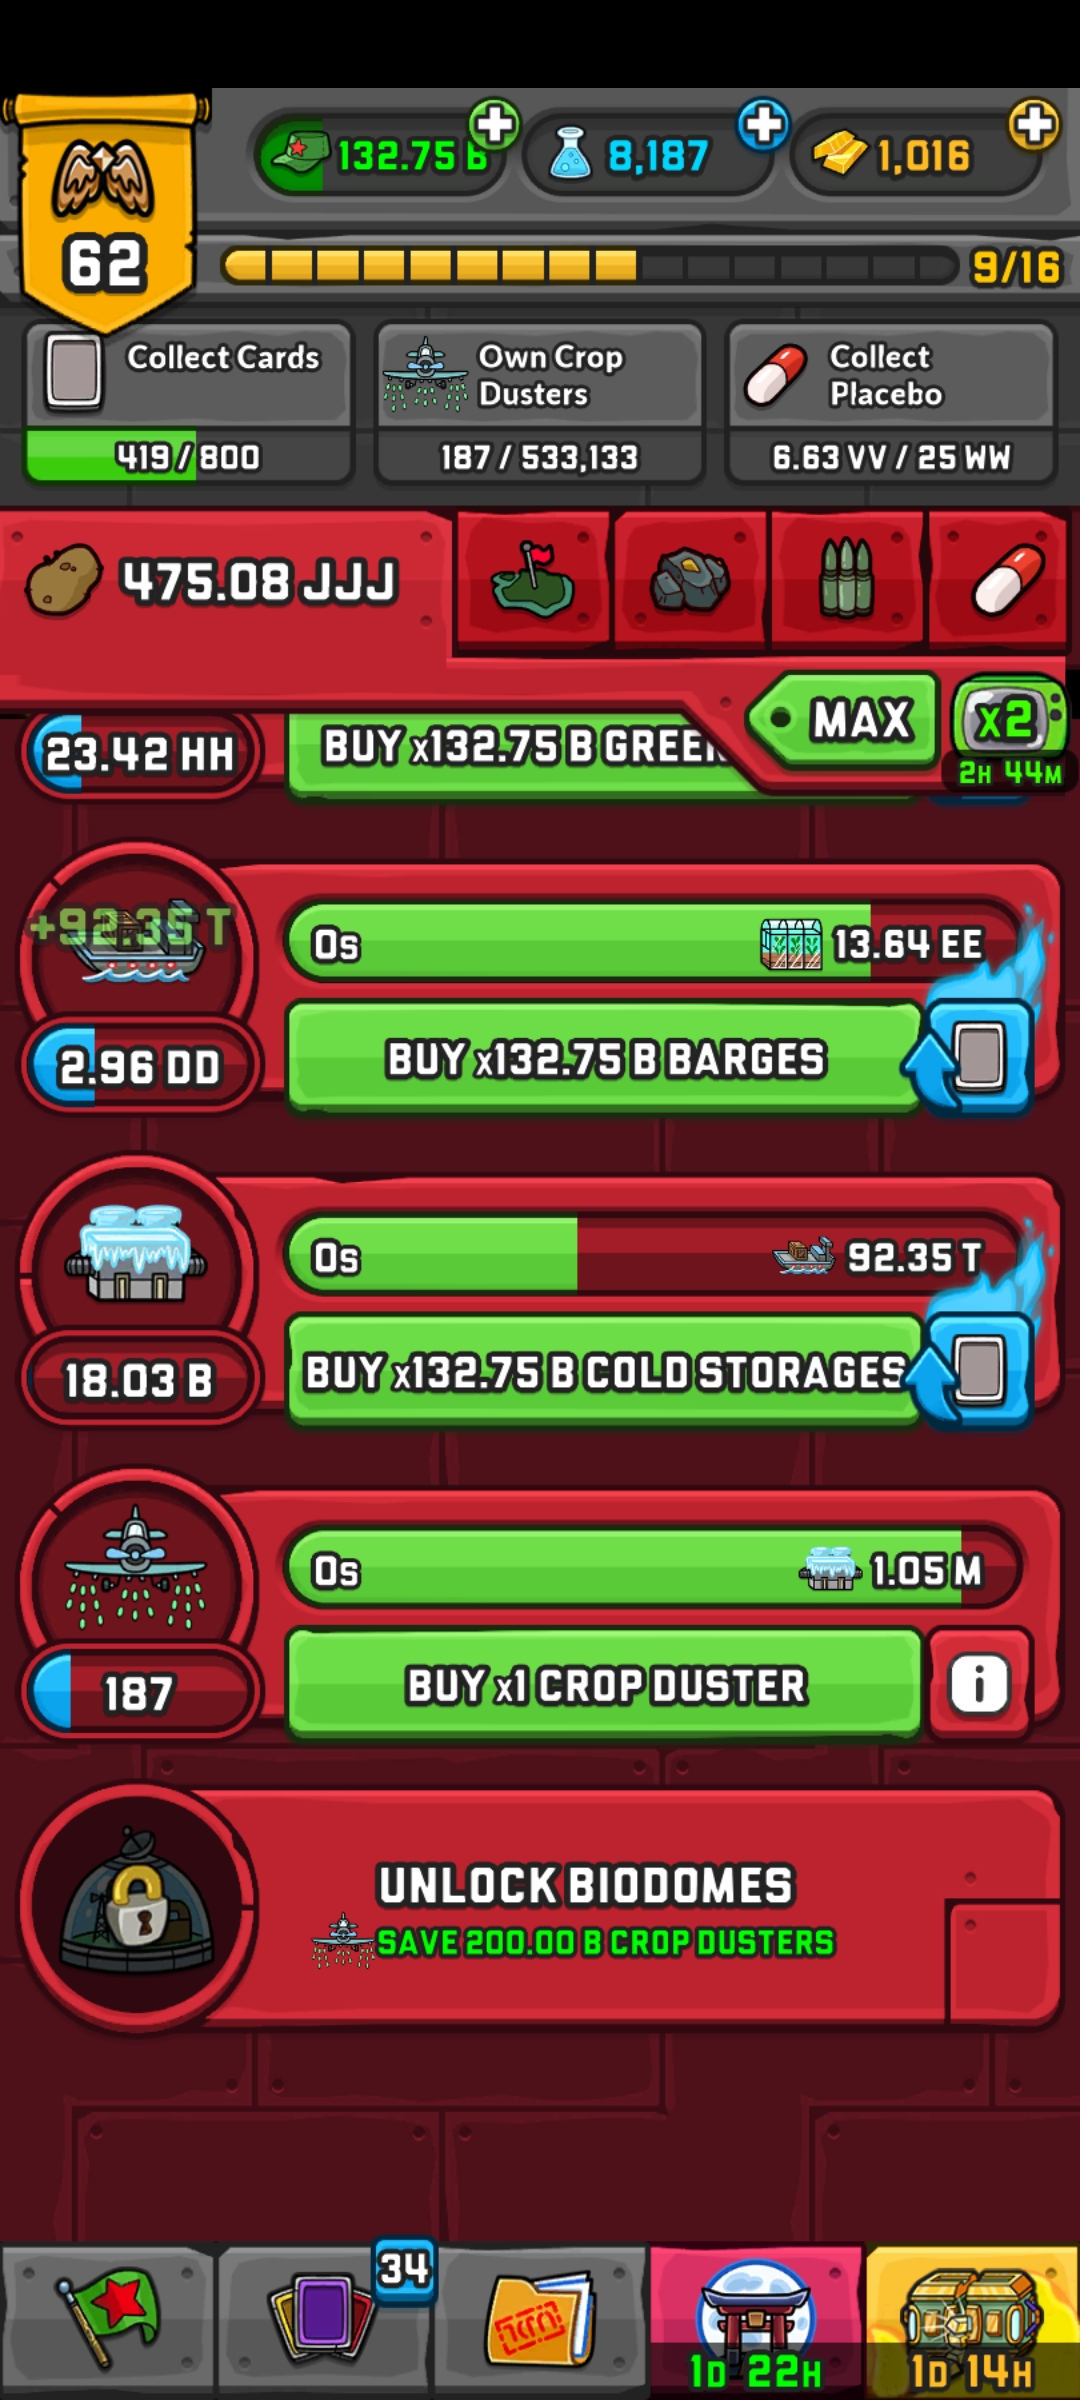 132.75 B
8,187
1,016
62
9/16
Collect Cards
419 / 800
Own Crop
Dusters
187 / 533,133
Collect
Placebo
6.63 VV / 25 WW
475.08 JJJ
MAX
x2
2H 44M
23.42 HH
BUY x132.75 B
+92.35 T
0s
13.64 EE
2.96 DD
BUY x132.75 B BARGES
0s
92.35 T
18.03 B
BUY x132.75 B COLD STORAGES
0s
1.05 M
187
BUY x1 CROP DUSTER
i
UNLOCK BIODOMES
SAVE 200.00 B CROP DUSTERS
34
1D 22H
1D 14H